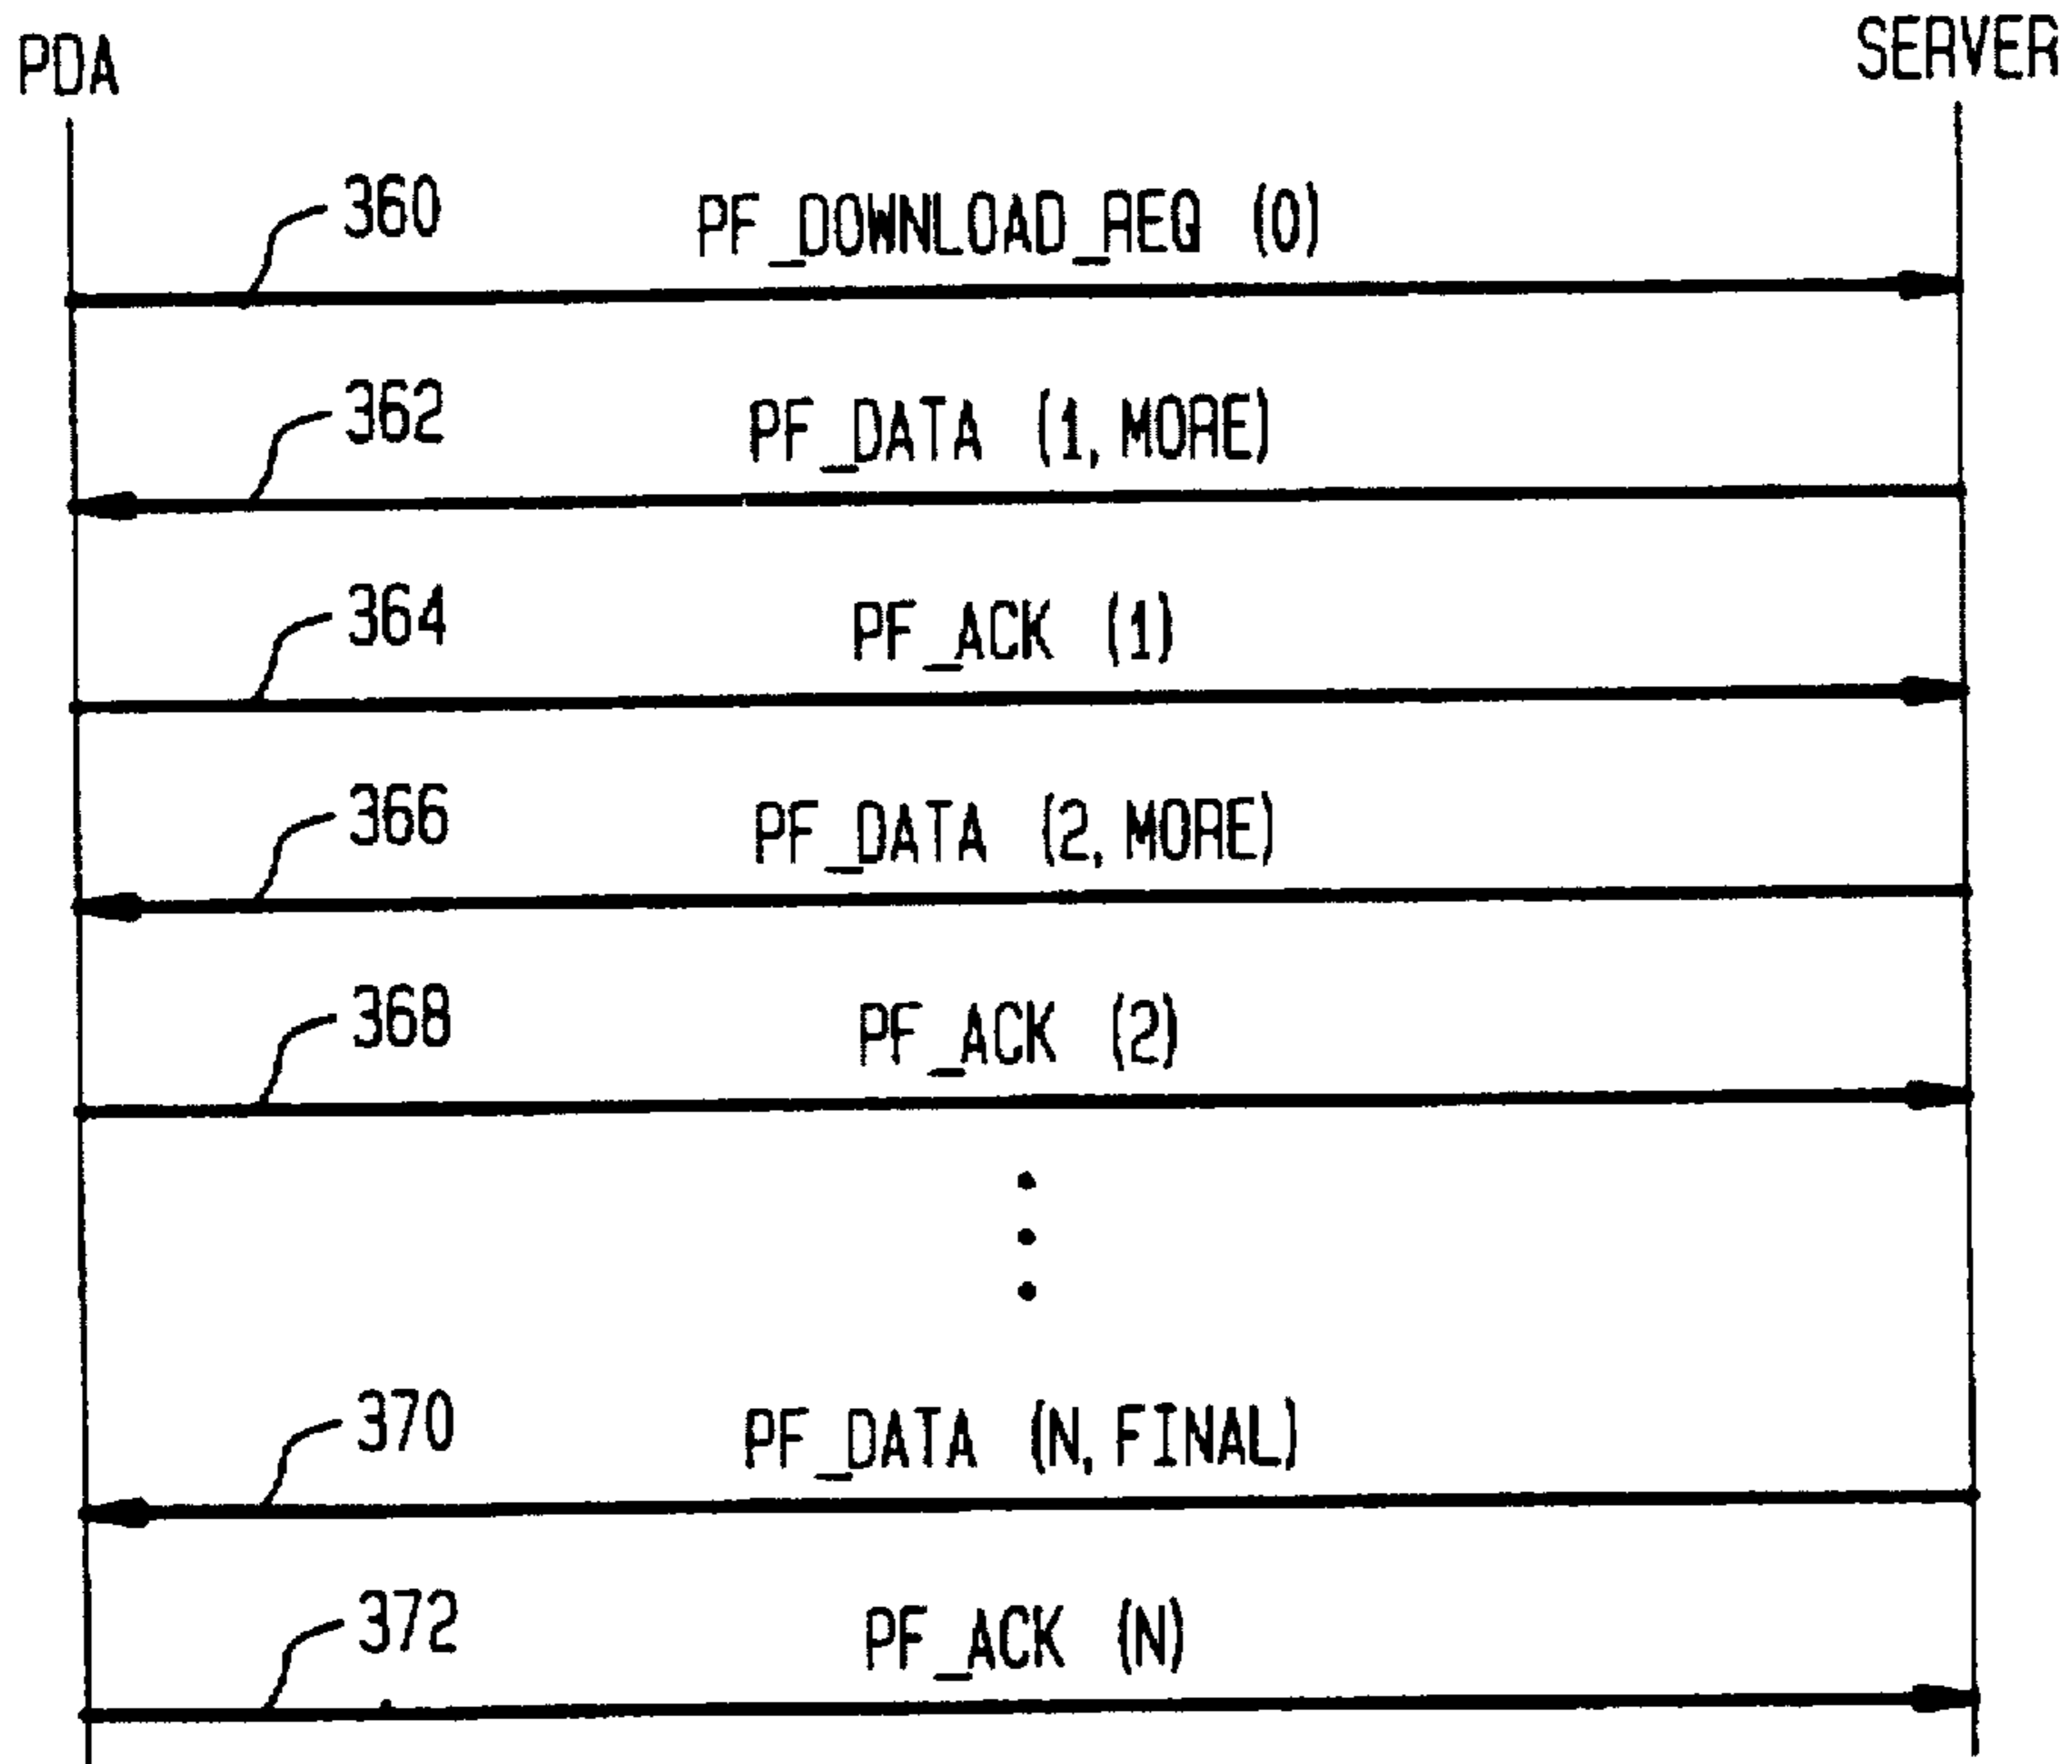 PDA
SERVER
360
PF_DOWNLOAD_REQ (0)
362
PF_DATA (1, MORE)
364
PF_ACK (1)
366
PF_DATA (2, MORE)
368
PF_ACK (2)
370
PF_DATA (N, FINAL)
372
PF_ACK (N)